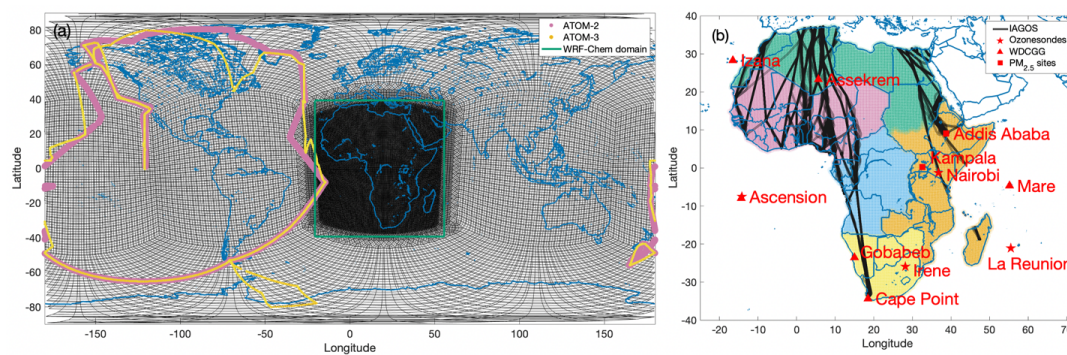 (a)
ATOM-2
ATOM-3
WRF-Chem domain
80
60
40
20
0
-20
-40
-60
-80
Latitude
-150
-100
-50
0
50
100
150
Longitude
(b)
IAGOS
Ozonesondes
WDCGG
PM2.5 sites
Izana
Assekrem
Addis Ababa
Kampala
Nairobi
Mare
Ascension
Gobabeb
La Reunion
Irene
Cape Point
40
30
20
10
0
-10
-20
-30
-40
Latitude
-20
-10
0
10
20
30
40
50
60
70
Longitude